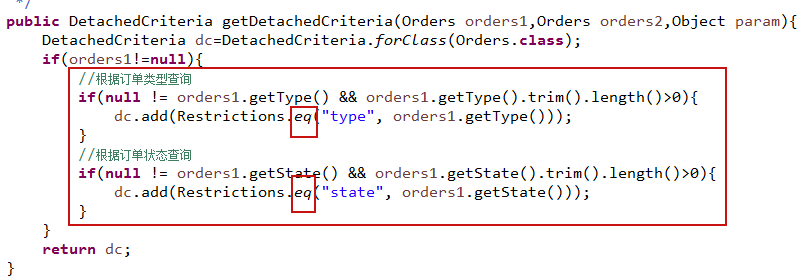 */
public DetachedCriteria getDetachedCriteria(Orders orders1,Orders orders2,Object param){
DetachedCriteria dc=DetachedCriteria.forClass(Orders.class);
if(orders1!=null){
//根据订单类型查询
if(null != orders1.getType() && orders1.getType().trim().length()>0){
dc.add(Restrictions.eq("type", orders1.getType()));
}
//根据订单状态查询
if(null != orders1.getState() && orders1.getState().trim().length()>0){
dc.add(Restrictions.eq("state", orders1.getState()));
}
}
return dc;
}